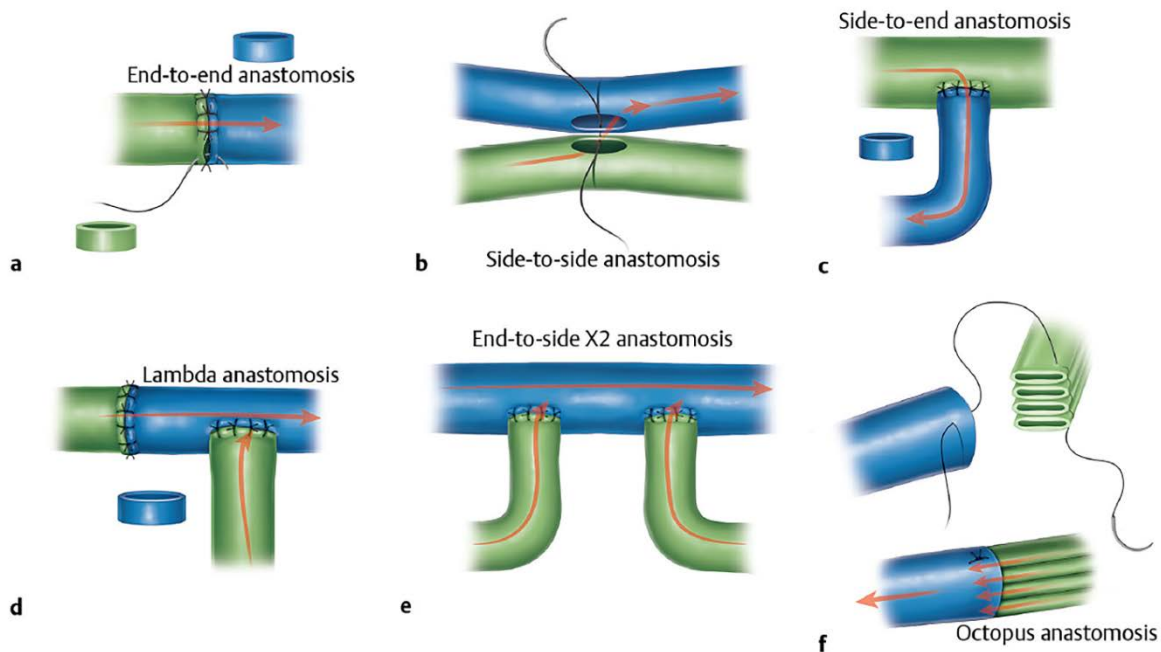 End-to-end anastomosis
a
Side-to-side anastomosis
b
Side-to-end anastomosis
c
Lambda anastomosis
d
End-to-side X2 anastomosis
e
Octopus anastomosis
f